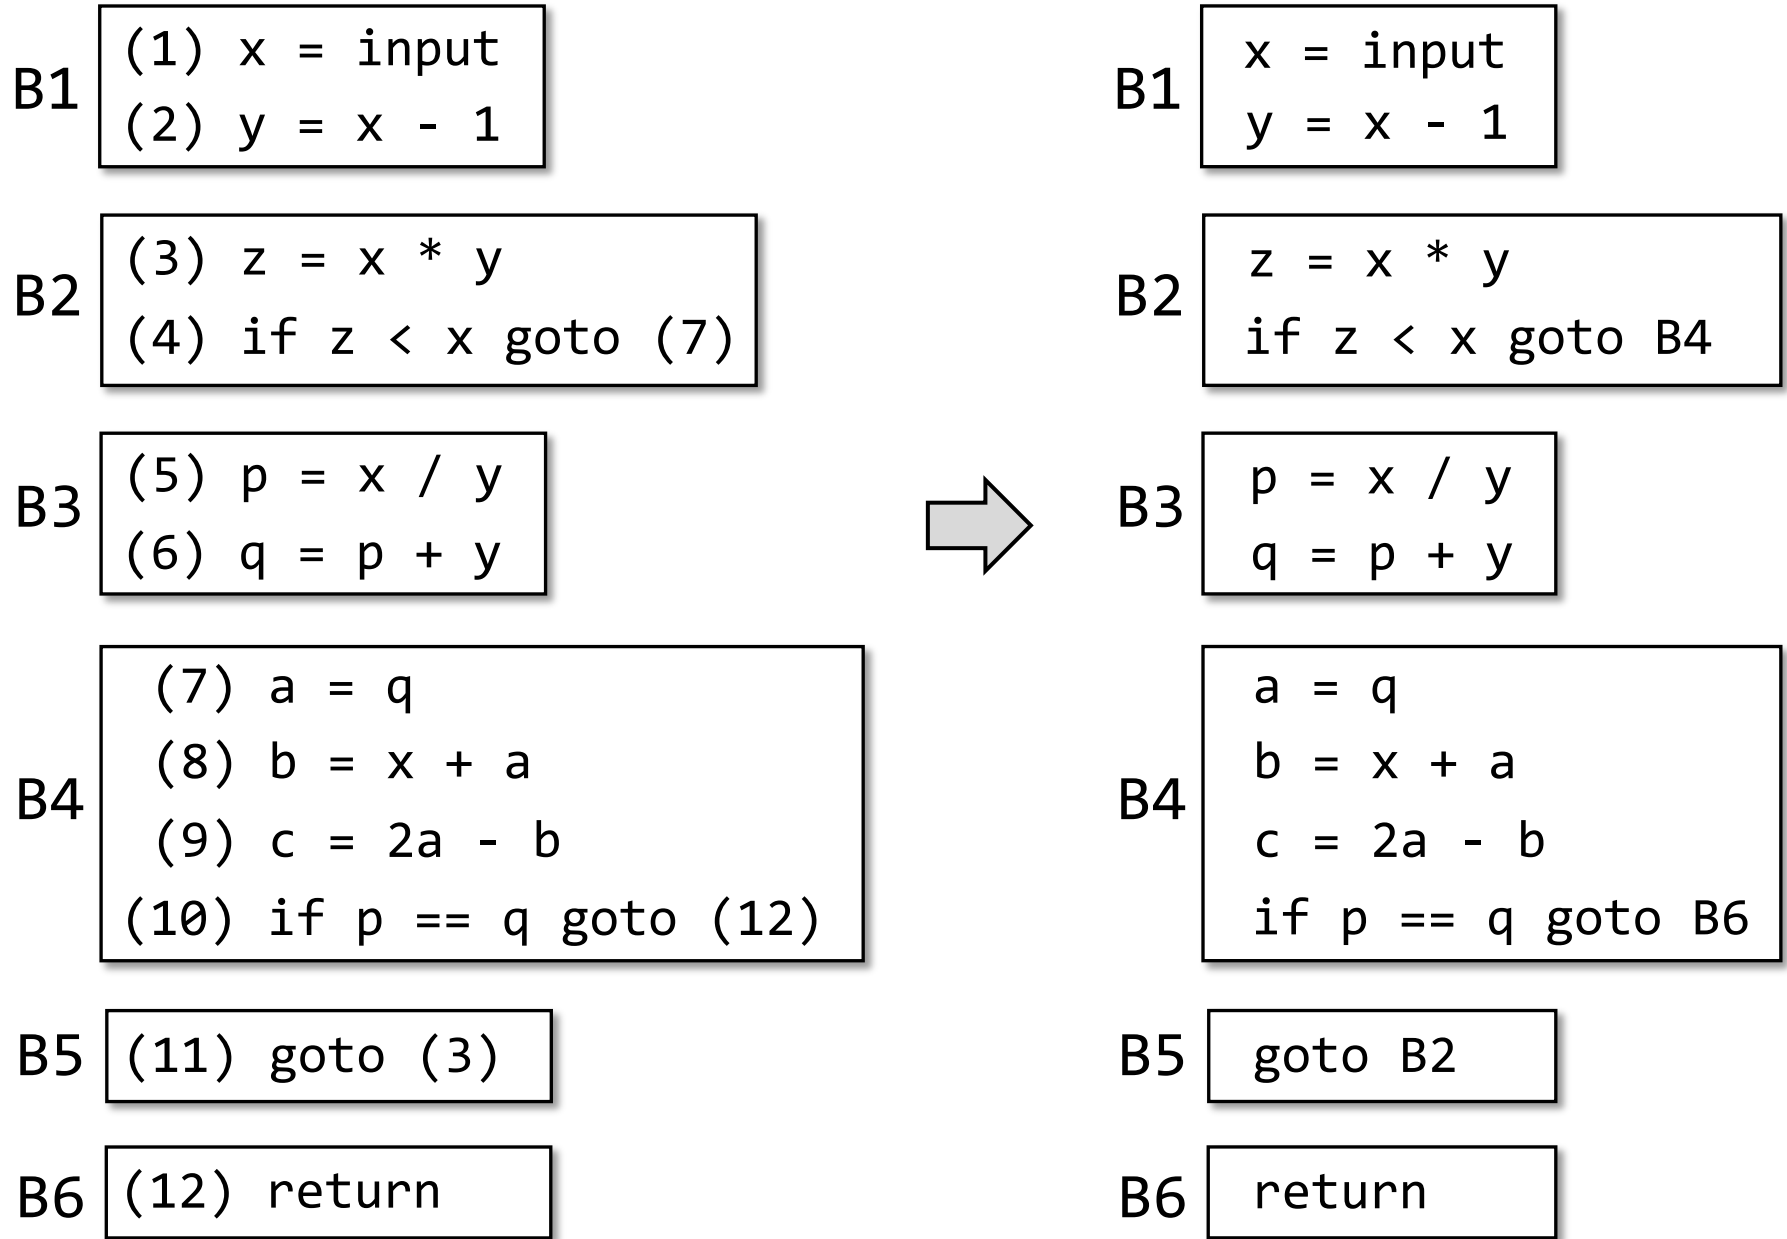 B1
(1) x = input
(2) y = x - 1
B2
(3) z = x * y
(4) if z < x goto (7)
B3
(5) p = x / y
(6) q = p + y
B4
(7) a = q
(8) b = x + a
(9) c = 2a - b
(10) if p == q goto (12)
B5
(11) goto (3)
B6
(12) return
B1
x = input
y = x - 1
B2
z = x * y
if z < x goto B4
B3
p = x / y
q = p + y
B4
a = q
b = x + a
c = 2a - b
if p == q goto B6
B5
goto B2
B6
return